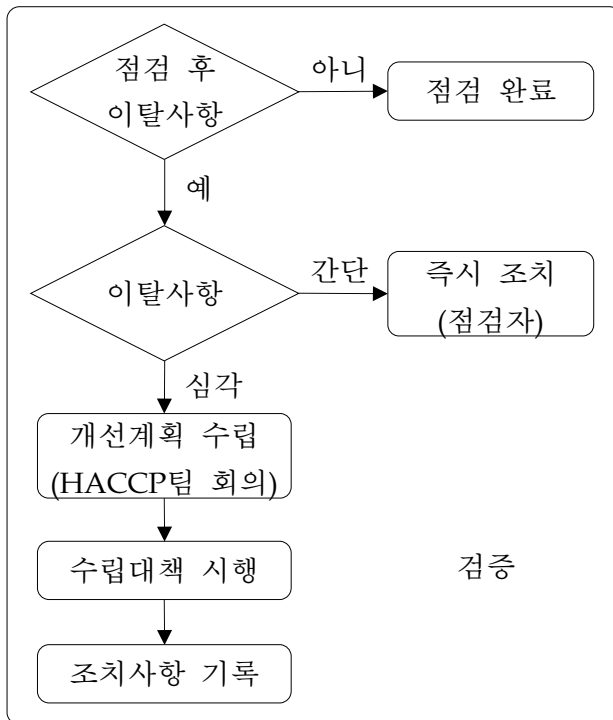 점검 후
이탈사항
아니
점검 완료
예
이탈사항
간단
즉시 조치
(점검자)
심각
개선계획 수립
(HACCP팀 회의)
수립대책 시행
검증
조치사항 기록